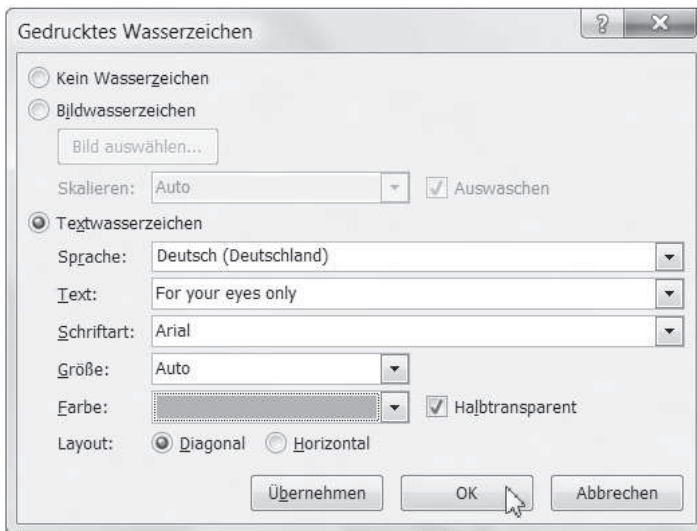 Gedrucktes Wasserzeichen ?
Kein Wasserzeichen
Bildwasserzeichen
Bild auswählen...
Skalieren: Auto Auswaschen
Textwasserzeichen
Sprache: Deutsch (Deutschland)
Text: For your eyes only
Schriftart: Arial
Größe: Auto
Farbe: Halbtransparent
Layout: Diagonal Horizontal
Übernehmen OK Abbrechen